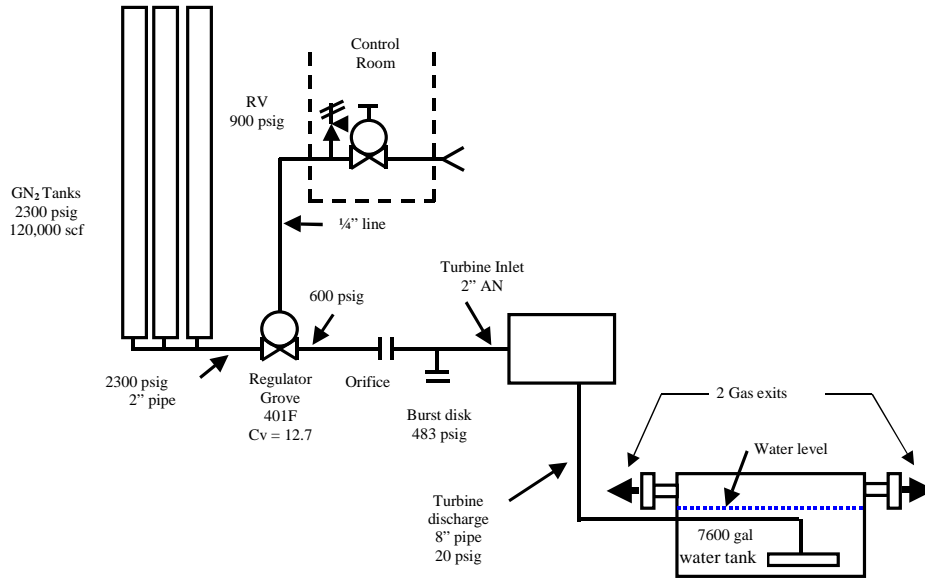 Control
Room
RV
900 psig
GN₂ Tanks
2300 psig
120,000 scf
¼” line
Turbine Inlet
2” AN
600 psig
2300 psig
2” pipe
Regulator
Grove
401F
Cv = 12.7
Orifice
Burst disk
483 psig
2 Gas exits
Water level
Turbine
discharge
8” pipe
20 psig
7600 gal
water tank